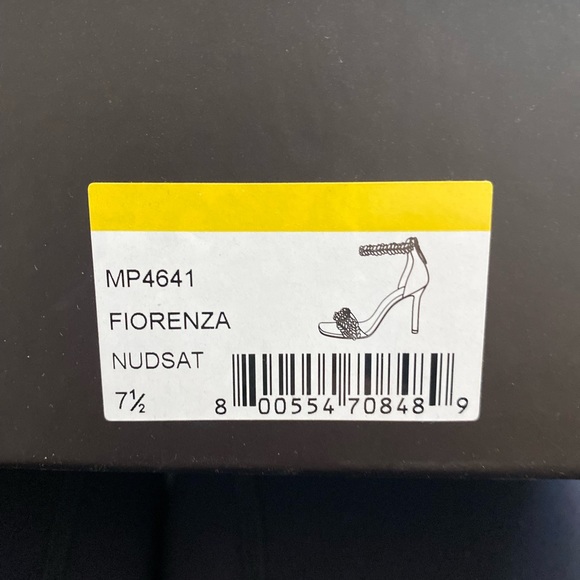 MP4641
FIORENZA
NUDSAT
7½
8 00554 70848 9